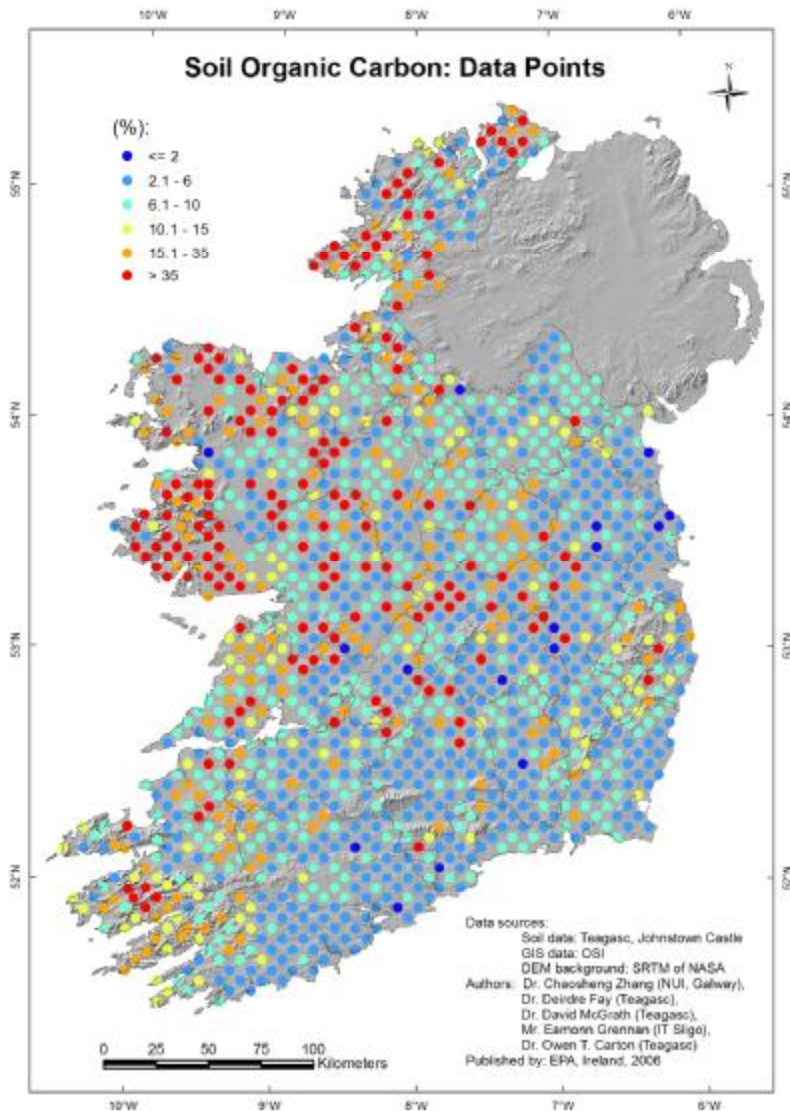 10°W 9°W 8°W 7°W 6°W
Soil Organic Carbon: Data Points
N
(%):
<= 2
2.1 - 6
6.1 - 10
10.1 - 15
15.1 - 35
> 35
55°N 55°N
54°N 54°N
53°N 53°N
52°N 52°N
Data sources:
Soil data: Teagasc, Johnstown Castle
GIS data: OSI
DEM background: SRTM of NASA
Authors: Dr. Chaosheng Zhang (NUI, Galway),
Dr. Deirdre Fay (Teagasc),
Dr. David McGrath (Teagasc),
Mr. Eamonn Grennan (IT Sligo),
Dr. Owen T. Carton (Teagasc)
Published by: EPA, Ireland, 2006
0 25 50 75 100
Kilometers
10°W 9°W 8°W 7°W 6°W